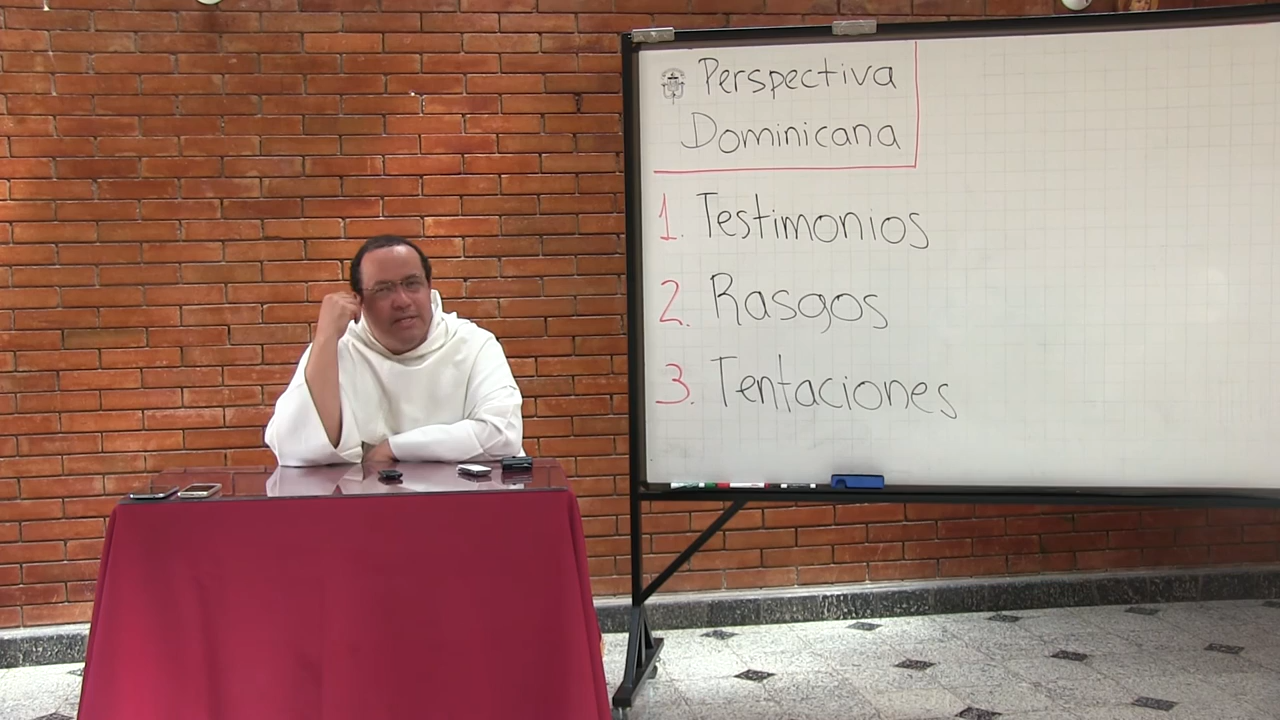 Perspectiva
Dominicana
1. Testimonios
2. Rasgos
3. Tentaciones